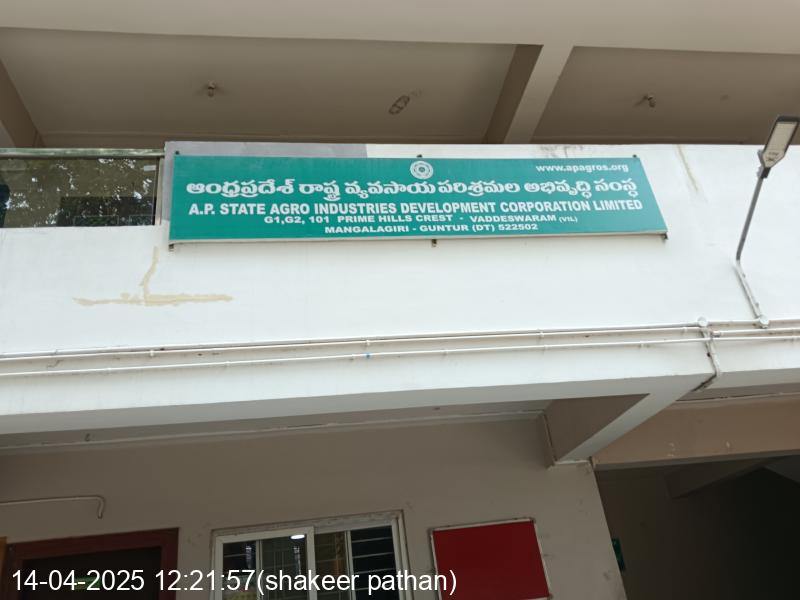 www.apagros.org
ఆంధ్రప్రదేశ్ రాష్ట్ర వ్యవసాయ పరిశ్రమల అభివృద్ధి సంస్థ
A.P. STATE AGRO INDUSTRIES DEVELOPMENT CORPORATION LIMITED
G1,G2, 101 PRIME HILLS CREST - VADDESWARAM (VIL)
MANGALAGIRI - GUNTUR (DT) 522502
14-04-2025 12:21:57(shakeer pathan)